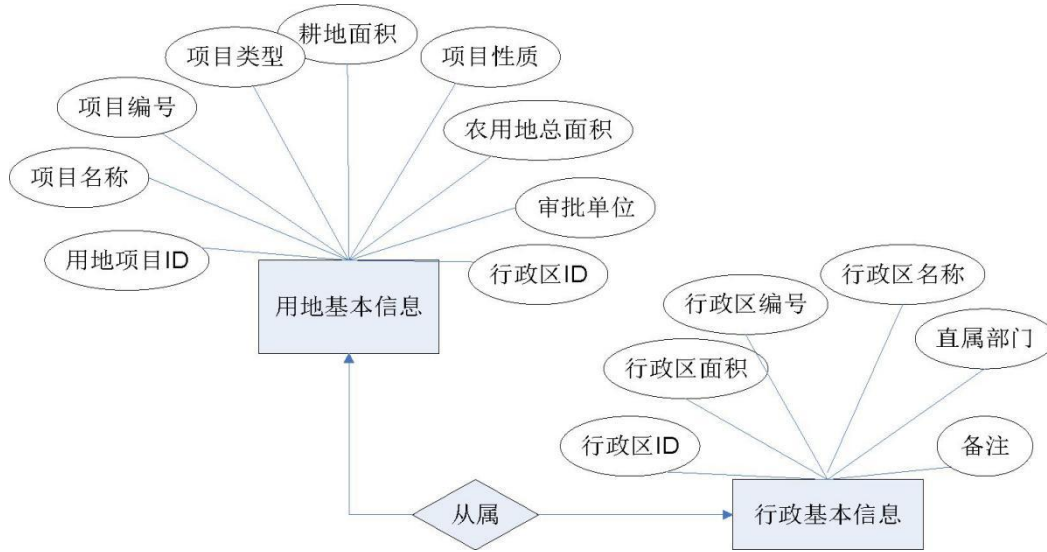 耕地面积
项目类型
项目性质
项目编号
农用地总面积
项目名称
审批单位
用地项目ID
行政区ID
用地基本信息
行政区名称
行政区编号
直属部门
行政区面积
行政区ID
备注
从属
行政基本信息